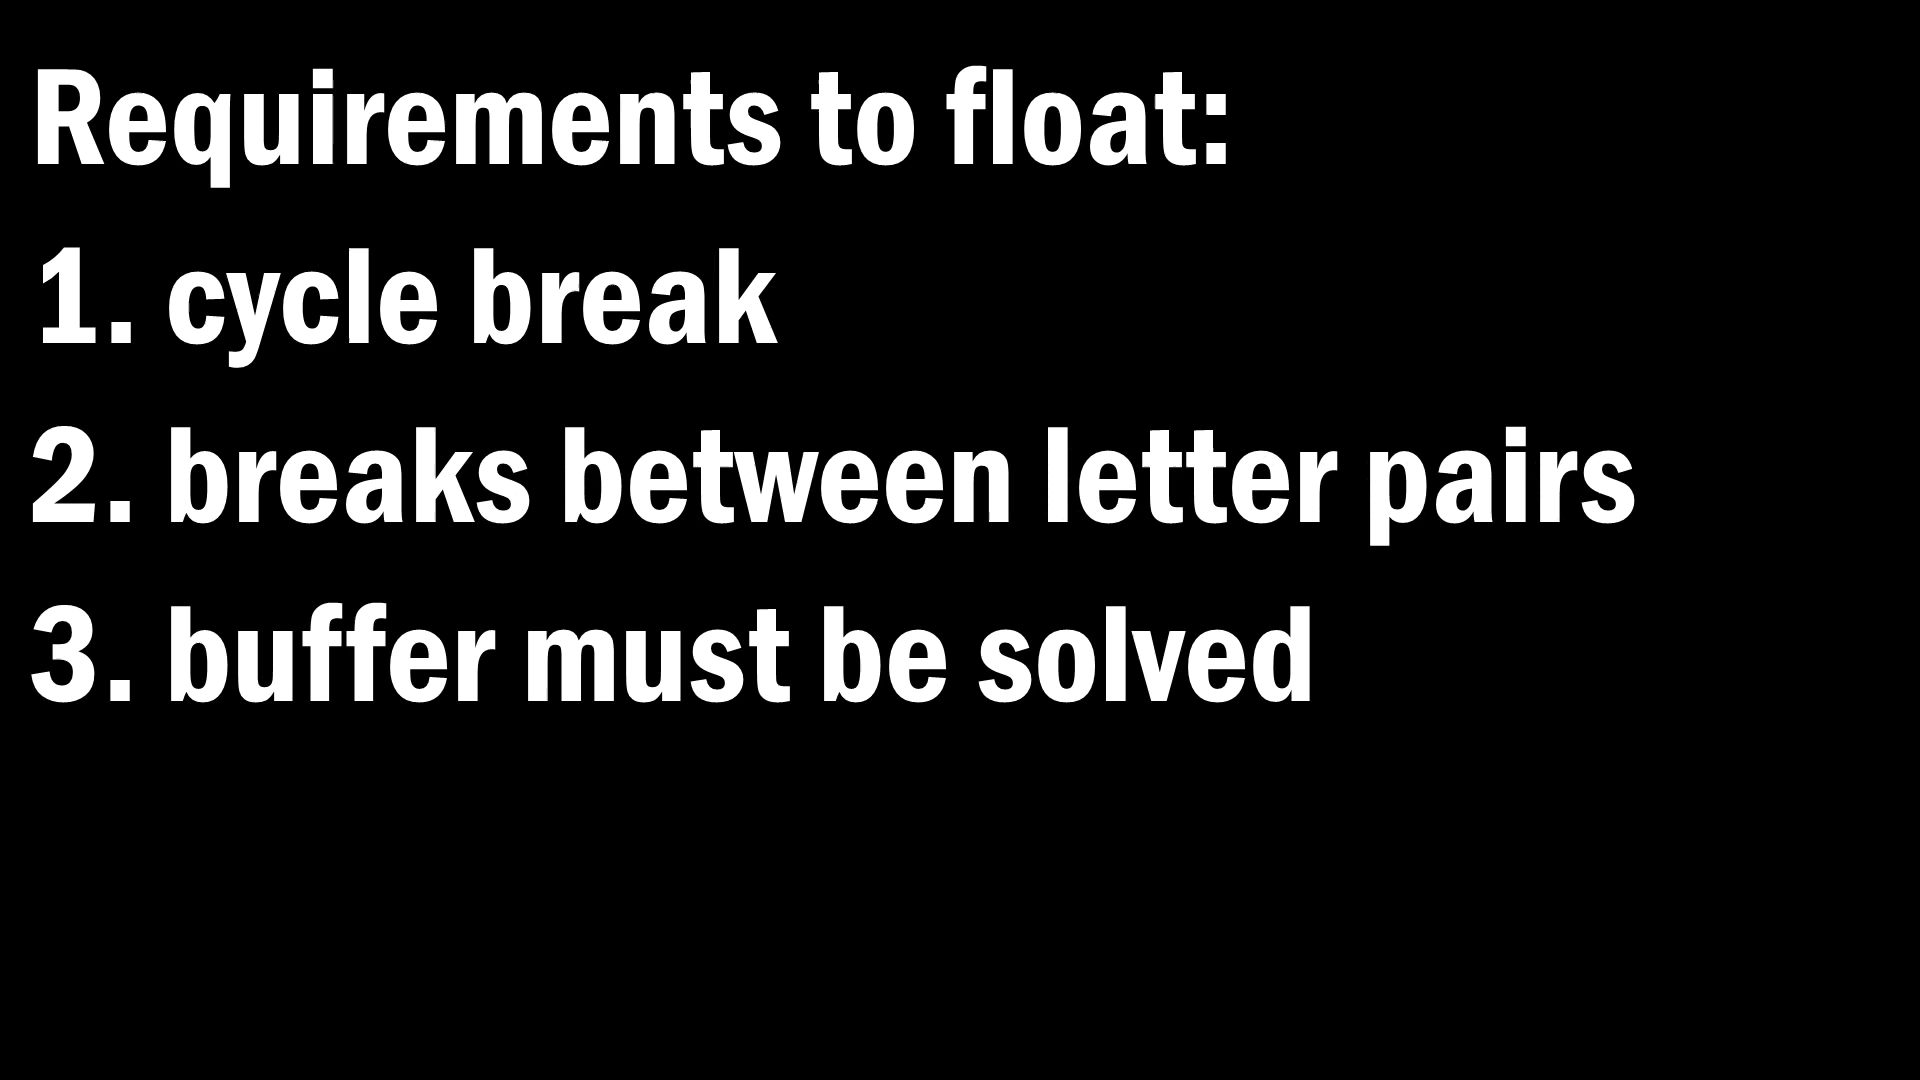 Requirements to float:
1. cycle break
2. breaks between letter pairs
3. buffer must be solved